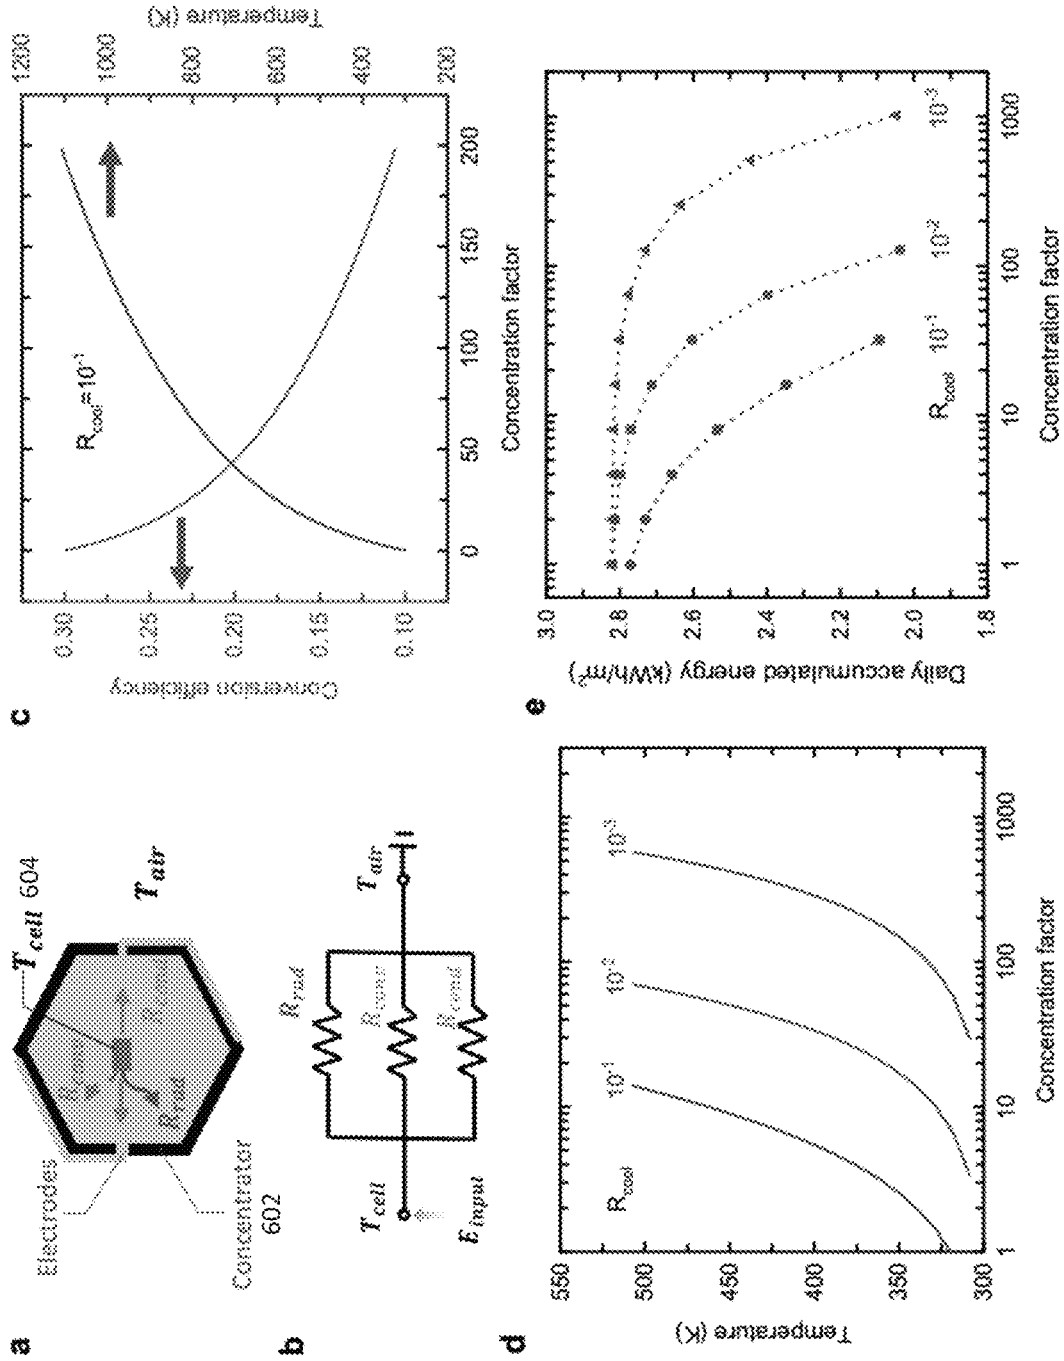 a
Electrodes
T_cell 604
T_air
R_rad
Concentrator
602
b
R_rad
R_conv
R_cond
T_cell
T_air
E_input
c
R_cool=10^-1
Conversion efficiency
0.30
0.25
0.20
0.15
0.10
Temperature (K)
1200
1000
800
600
400
200
0
50
100
150
200
Concentration factor
d
R_cool
10^-1
10^-2
10^-3
Temperature (K)
550
500
450
400
350
300
1
10
100
1000
Concentration factor
e
Daily accumulated energy (kWh/m^2)
3.0
2.8
2.6
2.4
2.2
2.0
1.8
R_cool
10^-1
10^-2
10^-3
1
10
100
1000
Concentration factor